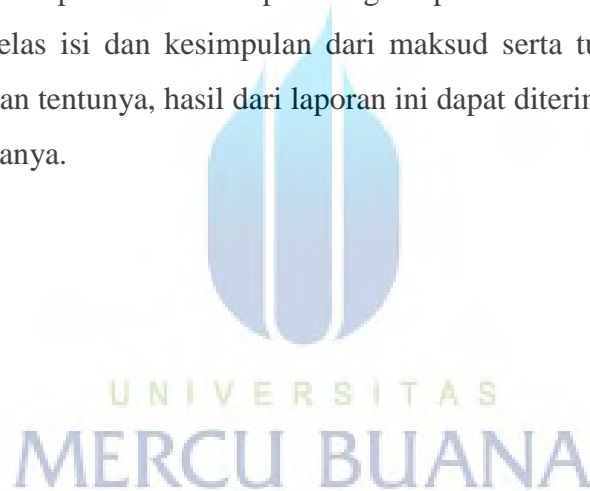 elas isi dan kesimpulan dari maksud serta tu
an tentunya, hasil dari laporan ini dapat diterin
anya.
UNIVERSITAS
MERCU BUANA